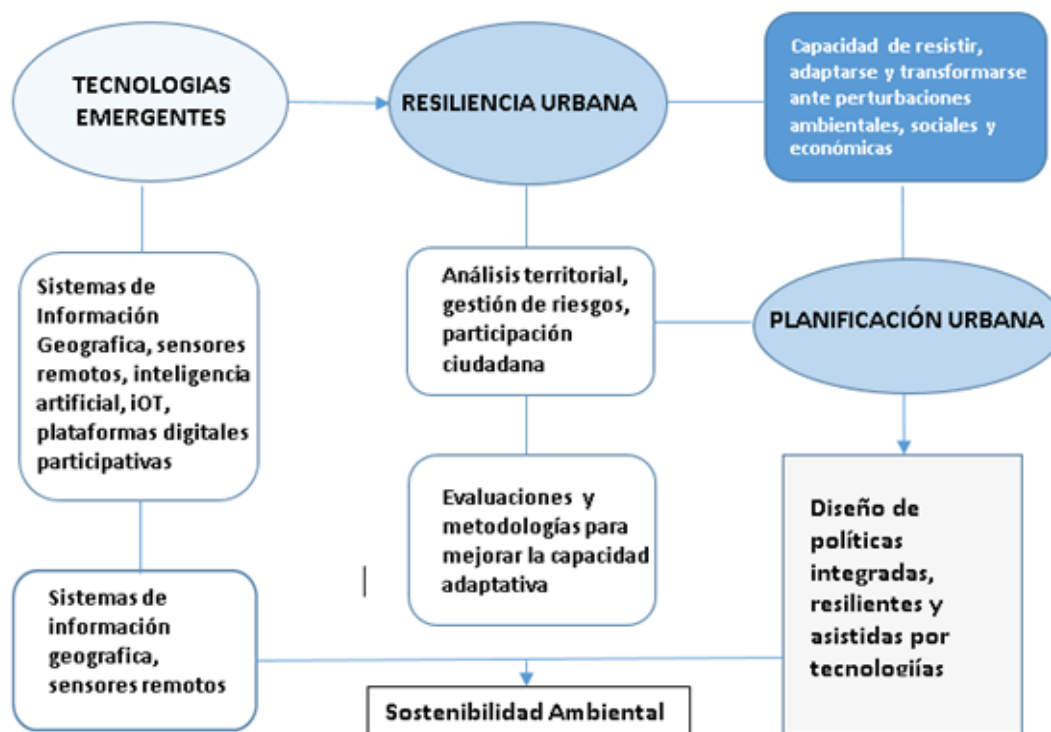 TECNOLOGIAS
EMERGENTES
RESILIENCIA URBANA
Capacidad de resistir,
adaptarse y transformarse
ante perturbaciones
ambientales, sociales y
económicas
Sistemas de
Información
Geografica, sensores
remotos, inteligencia
artificial, iOT,
plataformas digitales
participativas
Análisis territorial,
gestión de riesgos,
participación
ciudadana
PLANIFICACIÓN URBANA
Evaluaciones y
metodologías para
mejorar la capacidad
adaptativa
Diseño de
políticas
integradas,
resilientes y
asistidas por
tecnologiías
Sistemas de
información
geografica,
sensores remotos
Sostenibilidad Ambiental